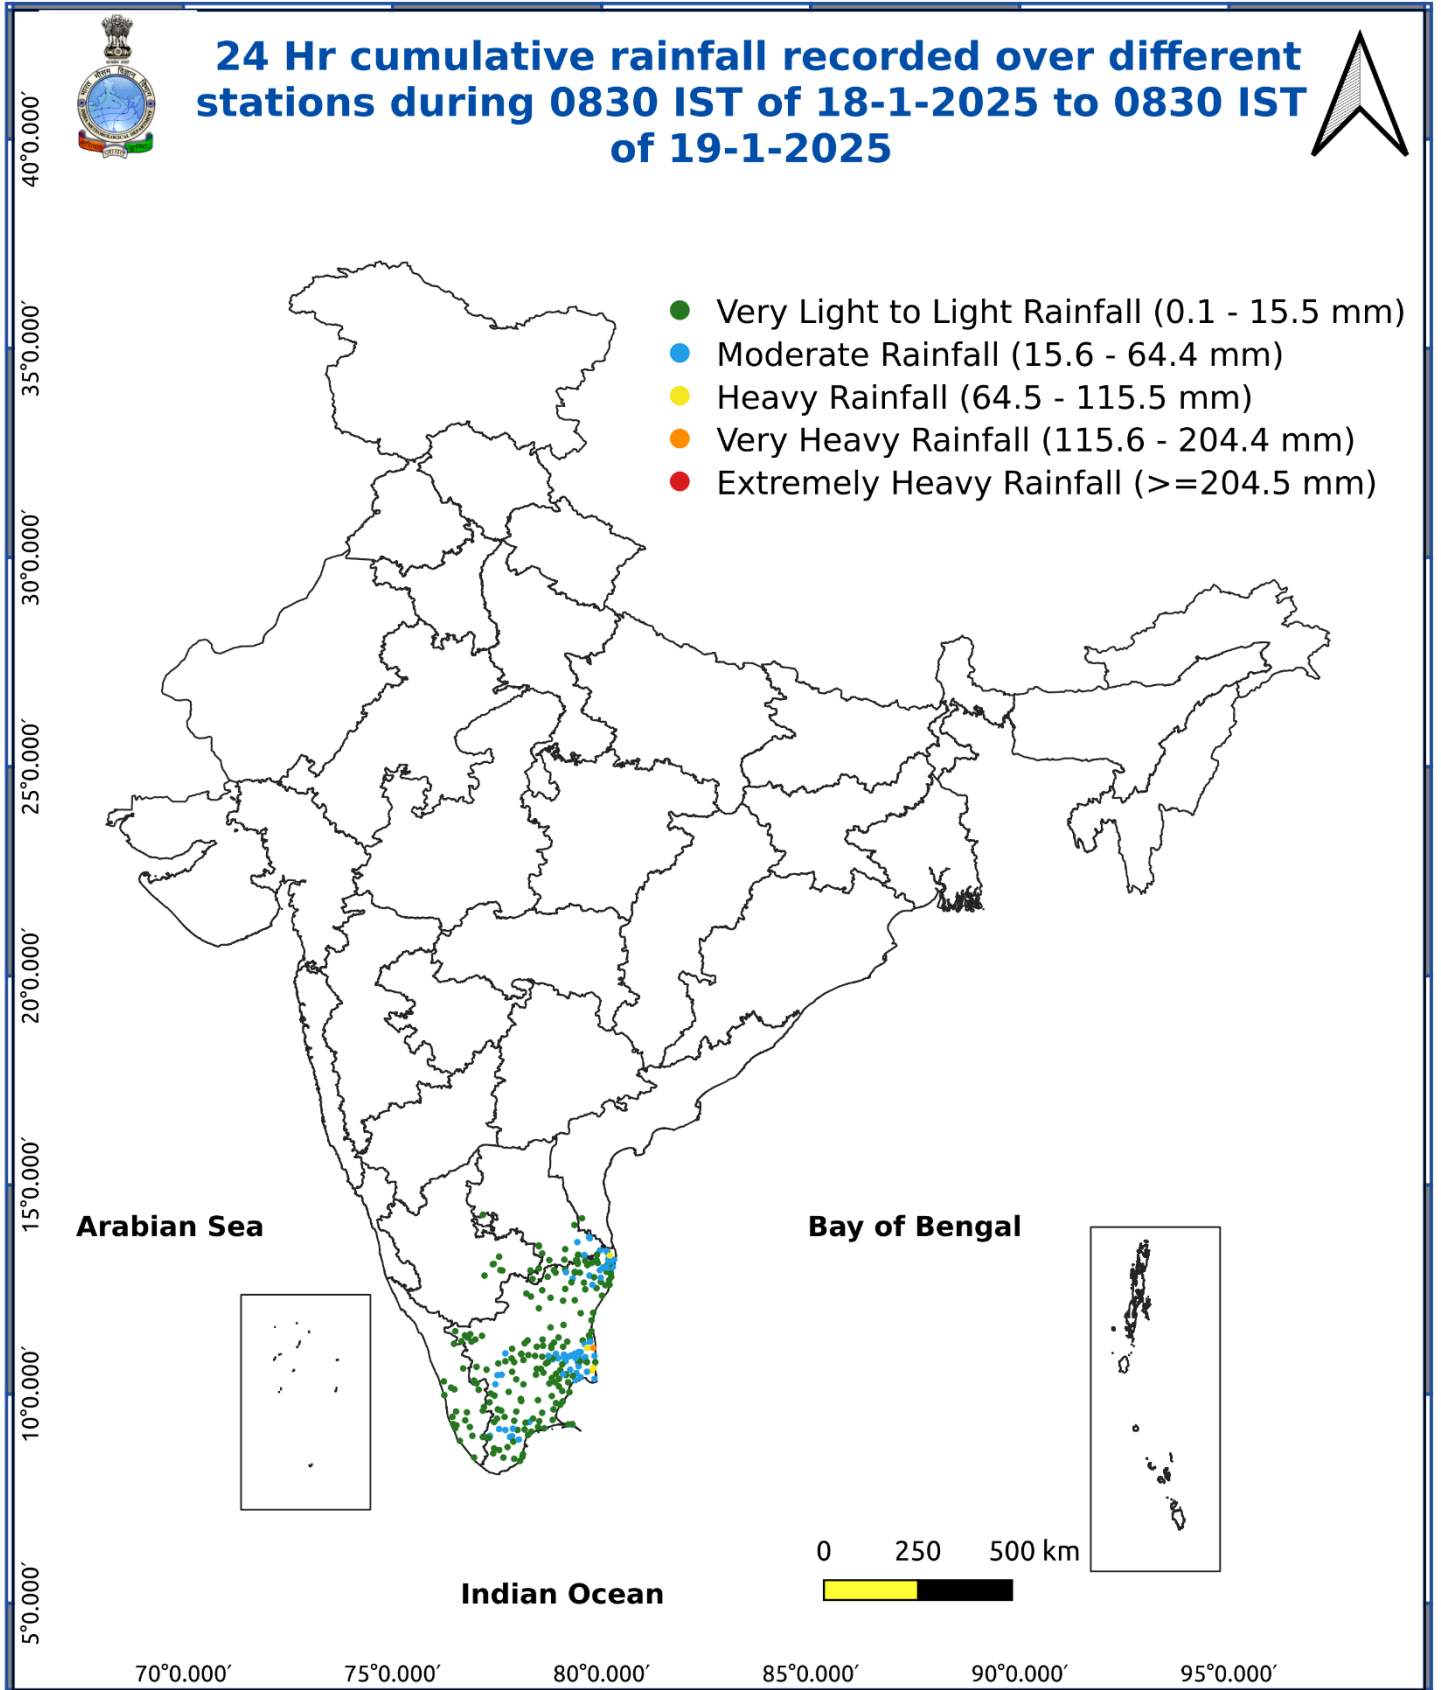 24 Hr cumulative rainfall recorded over different
stations during 0830 IST of 18-1-2025 to 0830 IST
of 19-1-2025
Very Light to Light Rainfall (0.1 - 15.5 mm)
Moderate Rainfall (15.6 - 64.4 mm)
Heavy Rainfall (64.5 - 115.5 mm)
Very Heavy Rainfall (115.6 - 204.4 mm)
Extremely Heavy Rainfall (>=204.5 mm)
40°0.000′
35°0.000′
30°0.000′
25°0.000′
20°0.000′
15°0.000′
10°0.000′
5°0.000′
Arabian Sea
Bay of Bengal
Indian Ocean
0 250 500 km
70°0.000′ 75°0.000′ 80°0.000′ 85°0.000′ 90°0.000′ 95°0.000′